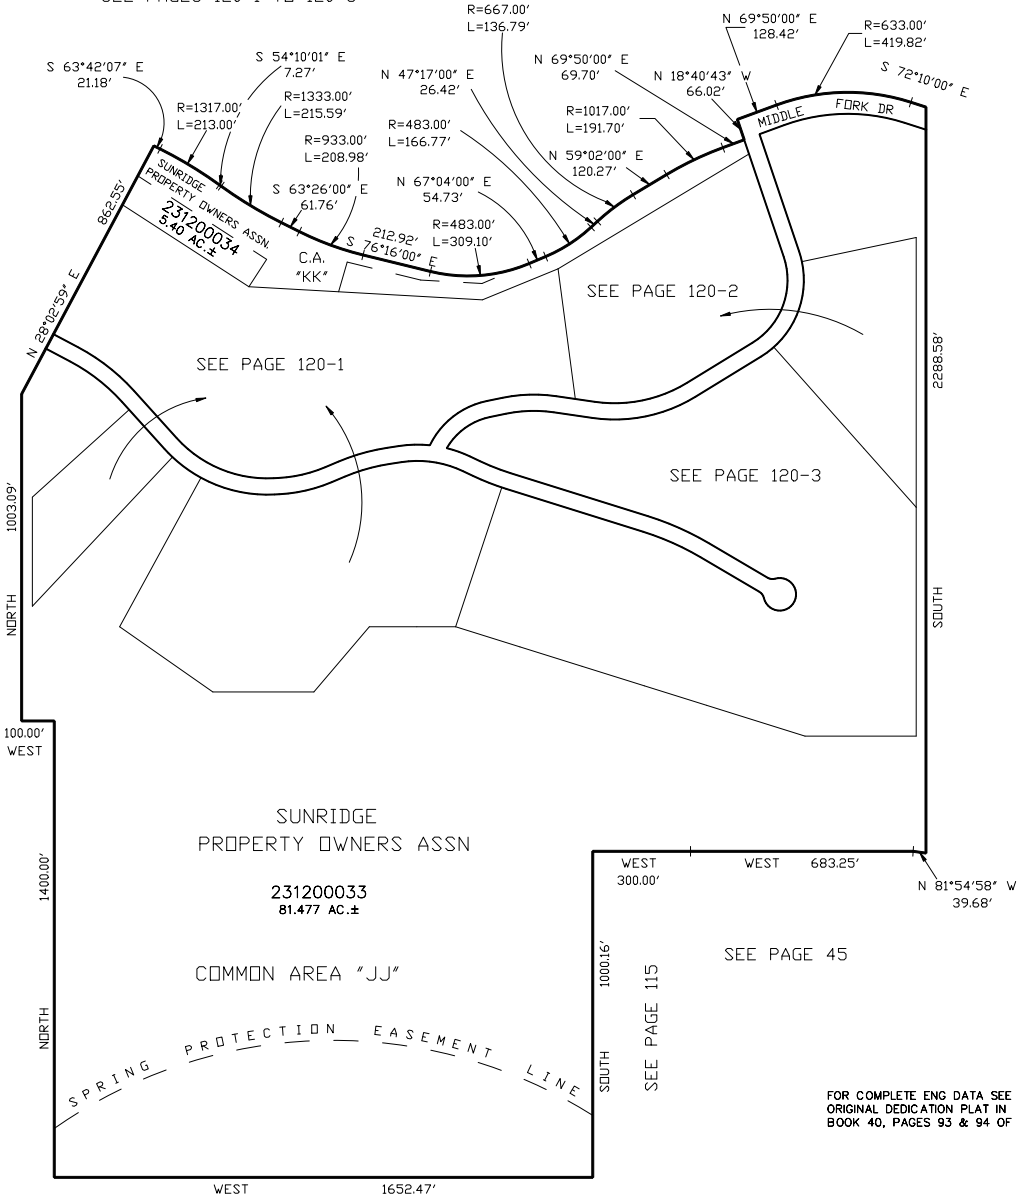 R=667.00'
L=136.79'
N 69°50'00" E
128.42'
R=633.00'
L=419.82'
S 72°10'00" E
S 63°42'07" E
21.18'
S 54°10'01" E
7.27'
N 47°17'00" E
26.42'
N 69°50'00" E
69.70'
N 18°40'43" W
66.02'
R=1317.00'
L=213.00'
R=1333.00'
L=215.59'
R=933.00'
L=208.98'
R=483.00'
L=166.77'
R=1017.00'
L=191.70'
MIDDLE FORK DR
S 63°26'00" E
61.76'
N 67°04'00" E
54.73'
N 59°02'00" E
120.27'
R=483.00'
L=309.10'
212.92'
S 76°16'00" E
SUNRIDGE
PROPERTY OWNERS ASSN.
231200034
5.40 AC.±
C.A.
"KK"
862.55'
N 28°02'59" E
SEE PAGE 120-2
SEE PAGE 120-1
2288.58'
SEE PAGE 120-3
1003.09'
NORTH
SOUTH
100.00'
WEST
SUNRIDGE
PROPERTY OWNERS ASSN
231200033
81.477 AC.±
1400.00'
WEST
300.00'
WEST 683.25'
N 81°54'58" W
39.68'
SEE PAGE 45
COMMON AREA "JJ"
1000.16'
SEE PAGE 115
NORTH
SOUTH
SPRING PROTECTION EASEMENT LINE
FOR COMPLETE ENG DATA SEE
ORIGINAL DEDICATION PLAT IN
BOOK 40, PAGES 93 & 94 OF
WEST 1652.47'